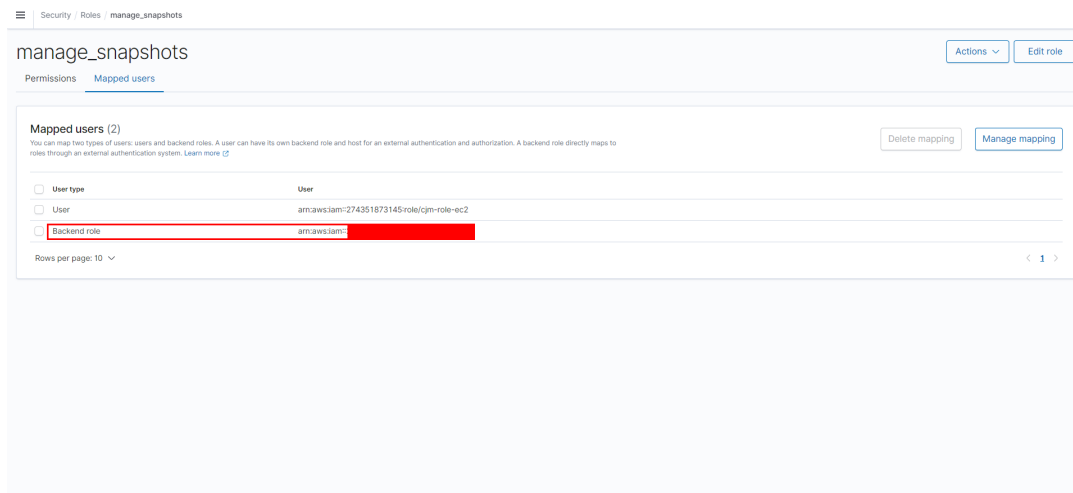 Security / Roles / manage_snapshots
manage_snapshots
Actions
Edit role
Permissions
Mapped users
Mapped users (2)
You can map two types of users: users and backend roles. A user can have its own backend role and host for an external authentication and authorization. A backend role directly maps to
roles through an external authentication system. Learn more
Delete mapping
Manage mapping
User type
User
User
arn:aws:iam::274351873145:role/cjm-role-ec2
Backend role
arn:aws:iam::
Rows per page: 10
1